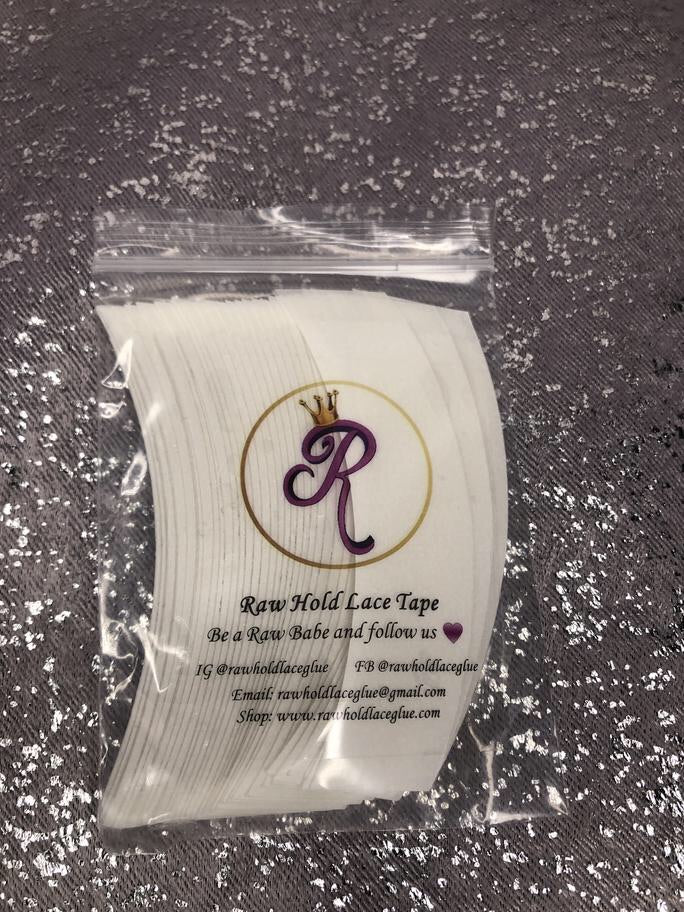 R
Raw Hold Lace Tape
Be a Raw Babe and follow us 💜
IG @rawholdlaceglue FB @rawholdlaceglue
Email: rawholdlaceglue@gmail.com
Shop: www.rawholdlaceglue.com